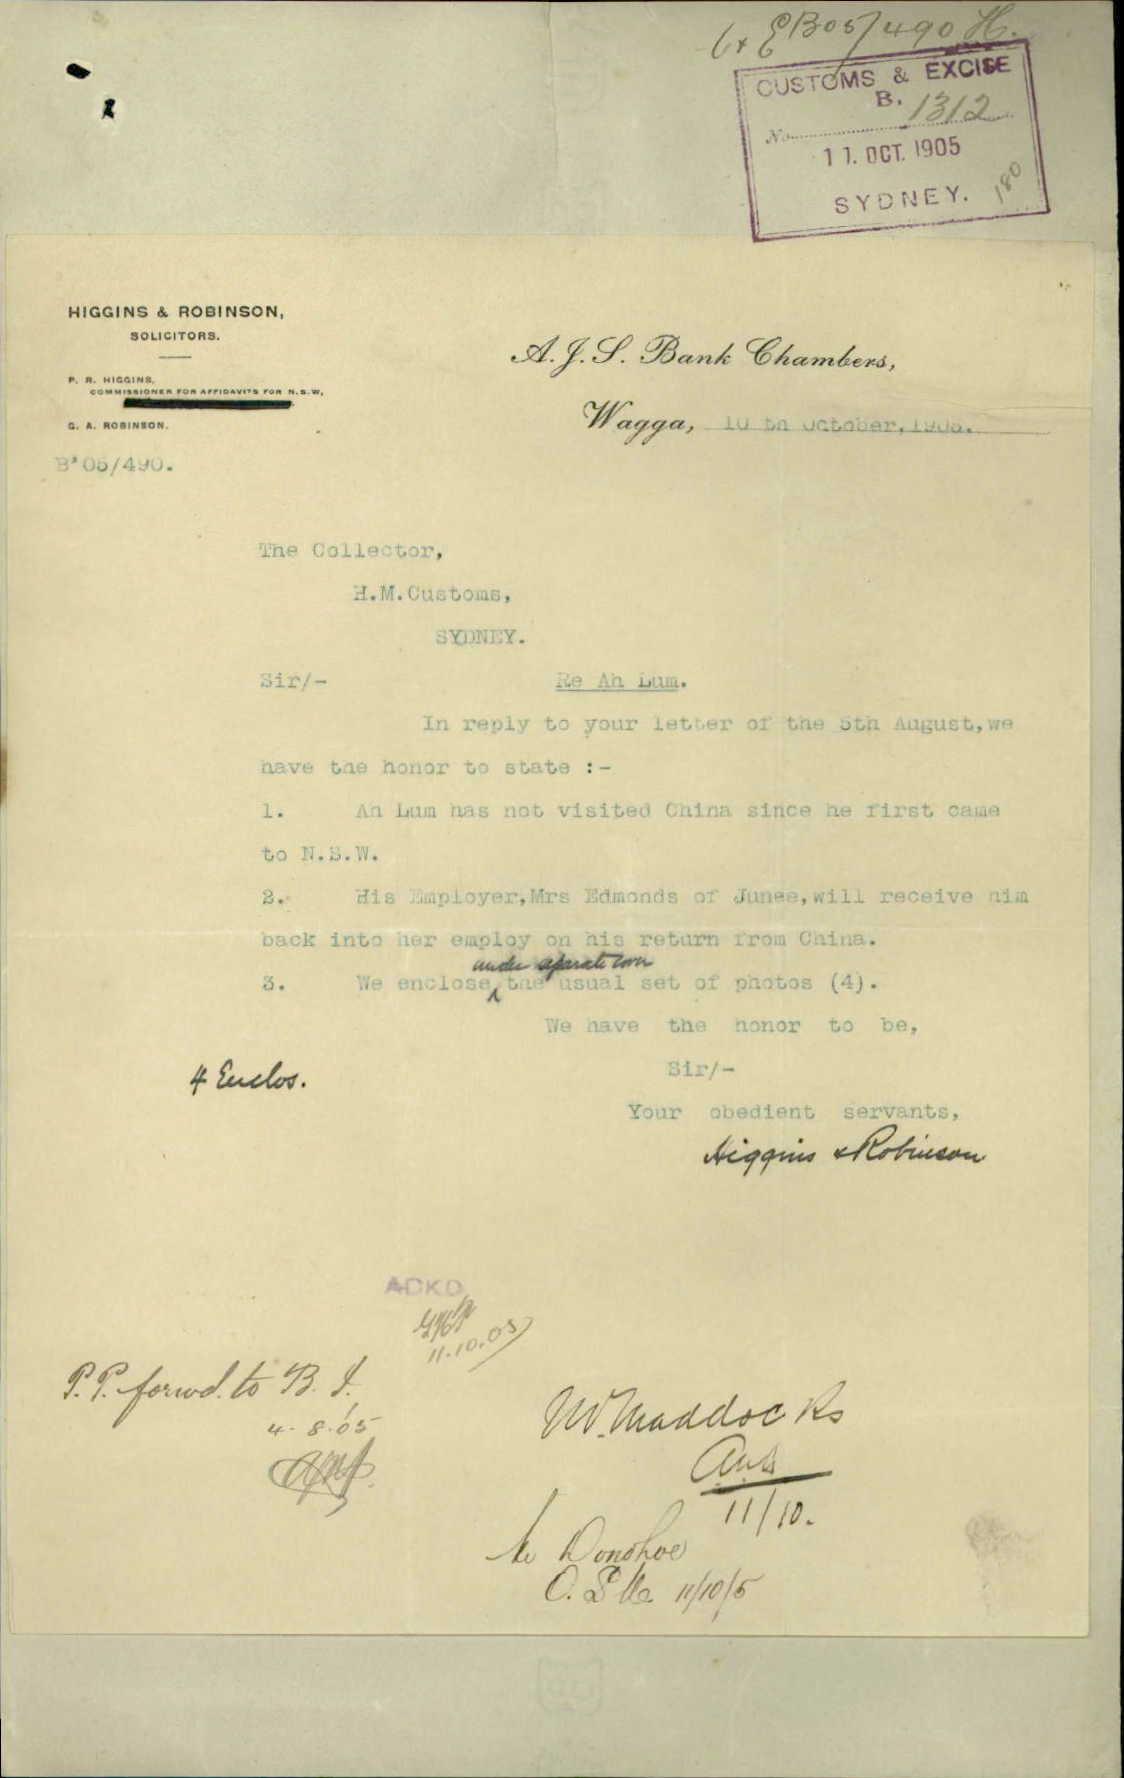 EB05/490 H.
CUSTOMS & EXCISE
B.
No. 1312
11. OCT. 1905
180
SYDNEY.
HIGGINS & ROBINSON,
SOLICITORS.
P. R. HIGGINS,
COMMISSIONER FOR AFFIDAVITS FOR N.S.W,
G. A. ROBINSON.
A. J. S. Bank Chambers,
Wagga, 10 th October, 1905.
B'05/490.
The Collector,
H.M.Customs,
SYDNEY.
Sir/- Re Ah Lum.
In reply to your letter of the 5th August,we
have the honor to state :-
1. Ah Lum has not visited China since he first came
to N.S.W.
2. His Employer,Mrs Edmonds of Junee,will receive him
back into her employ on his return from China.
under separate cover
3. We enclose the usual set of photos (4).
We have the honor to be,
4 Enclos.
Sir/-
Your obedient servants,
Higgins & Robinson
ACKD
11.10.05
P.P. forwd. to B. I.
4-8-05
W. Maddocks
11/10.
Donohoe
11/10/5